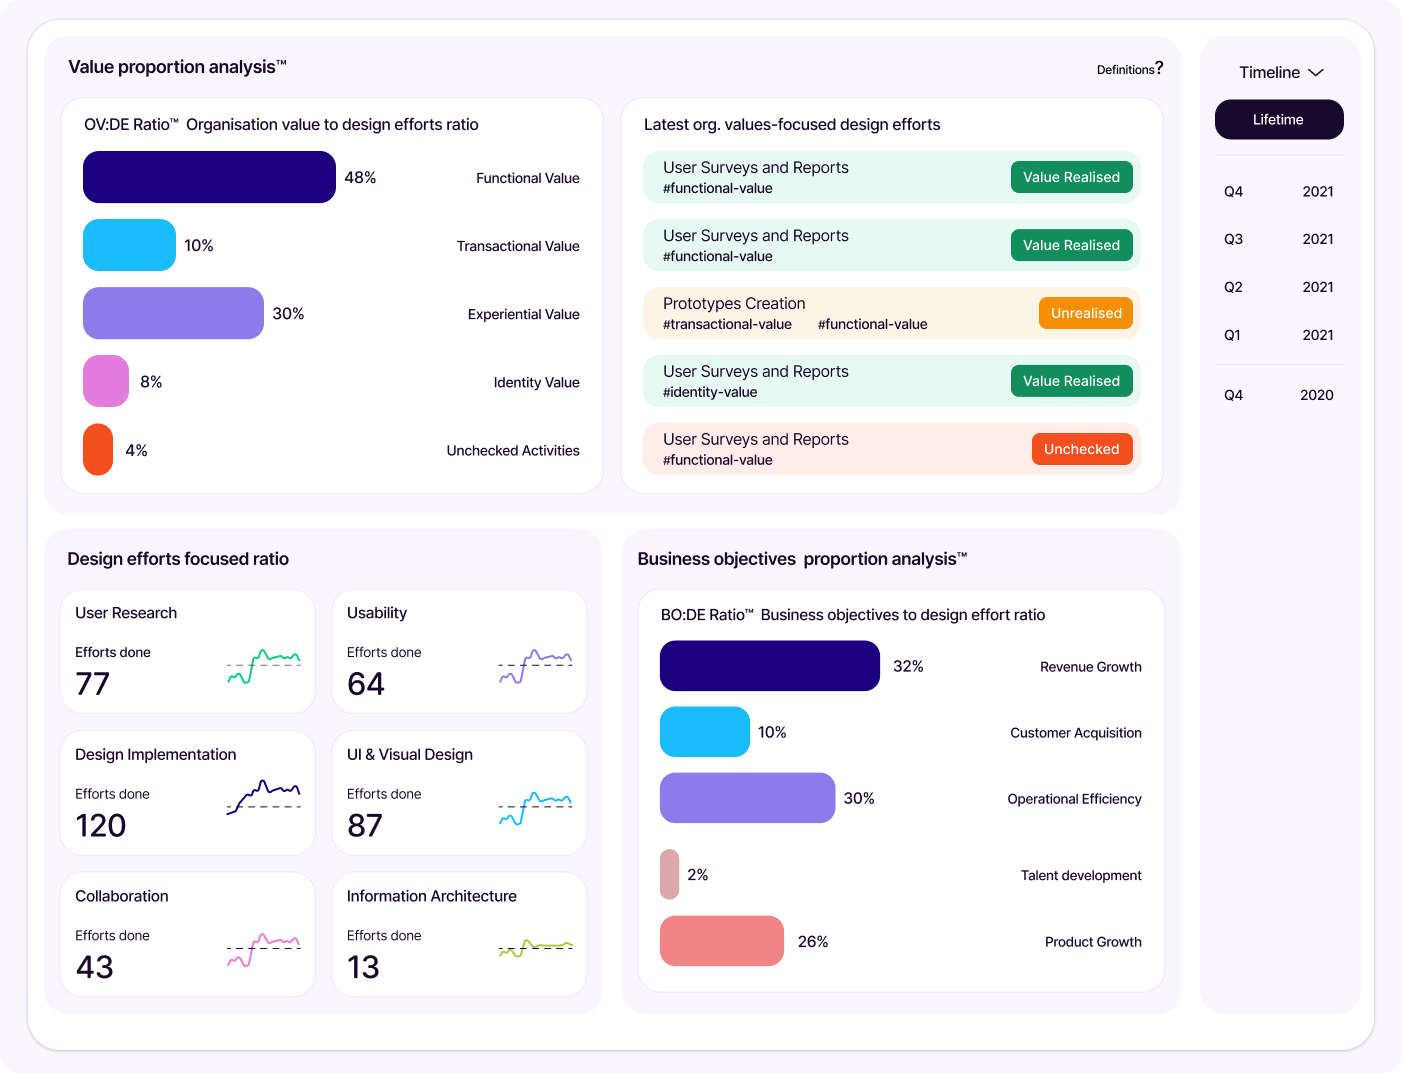 Value proportion analysis™
Definitions?
OV:DE Ratio™ Organisation value to design efforts ratio
48%
Functional Value
10%
Transactional Value
30%
Experiential Value
8%
Identity Value
4%
Unchecked Activities
Latest org. values-focused design efforts
User Surveys and Reports
#functional-value
Value Realised
User Surveys and Reports
#functional-value
Value Realised
Prototypes Creation
#transactional-value #functional-value
Unrealised
User Surveys and Reports
#identity-value
Value Realised
User Surveys and Reports
#functional-value
Unchecked
Timeline
Lifetime
Q4 2021
Q3 2021
Q2 2021
Q1 2021
Q4 2020
Design efforts focused ratio
User Research
Efforts done
77
Usability
Efforts done
64
Design Implementation
Efforts done
120
UI & Visual Design
Efforts done
87
Collaboration
Efforts done
43
Information Architecture
Efforts done
13
Business objectives proportion analysis™
BO:DE Ratio™ Business objectives to design effort ratio
32%
Revenue Growth
10%
Customer Acquisition
30%
Operational Efficiency
2%
Talent development
26%
Product Growth